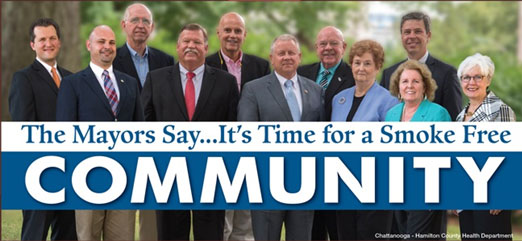 The Mayors Say...It's Time for a Smoke Free
COMMUNITY
Chattanooga - Hamilton County Health Department